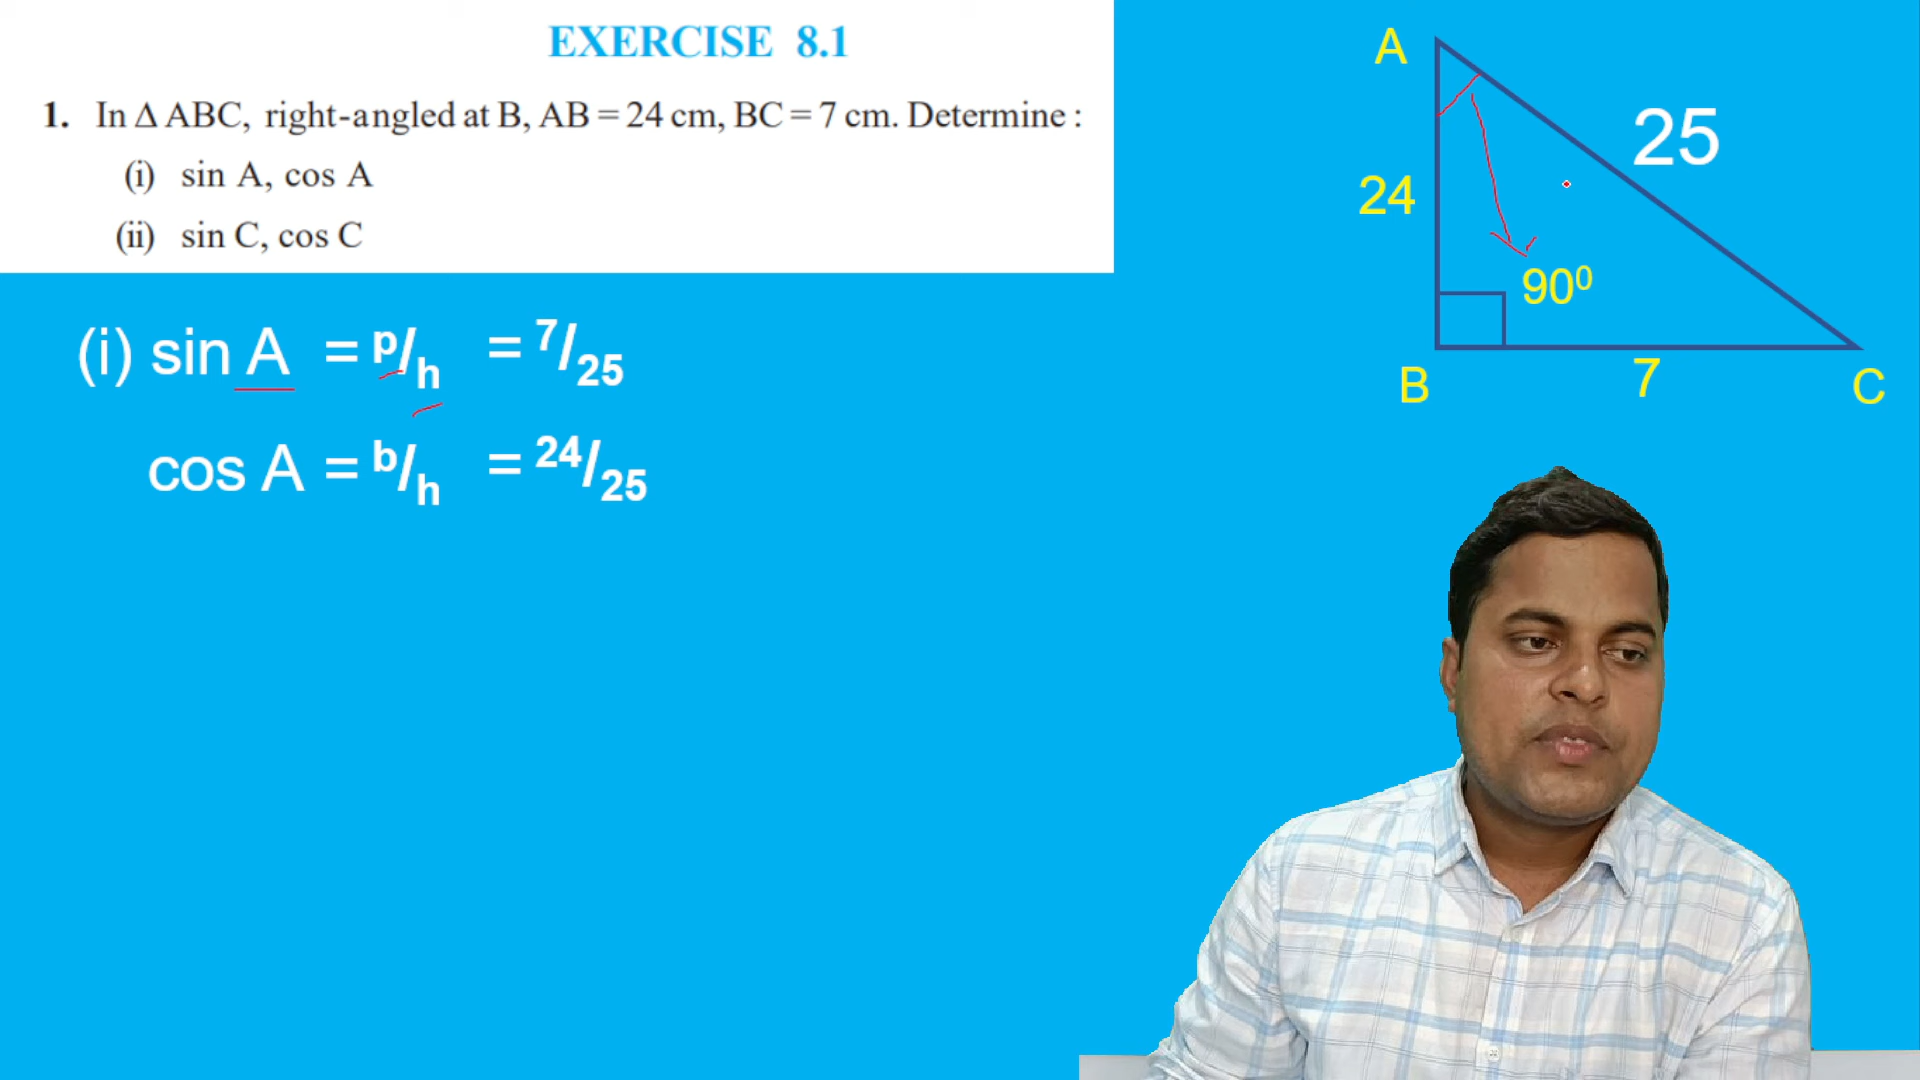 EXERCISE 8.1
1. In Δ ABC, right-angled at B, AB = 24 cm, BC = 7 cm. Determine :
(i) sin A, cos A
(ii) sin C, cos C
(i) sin A = p/h = 7/25
cos A = b/h = 24/25
A
25
24
90⁰
B
7
C